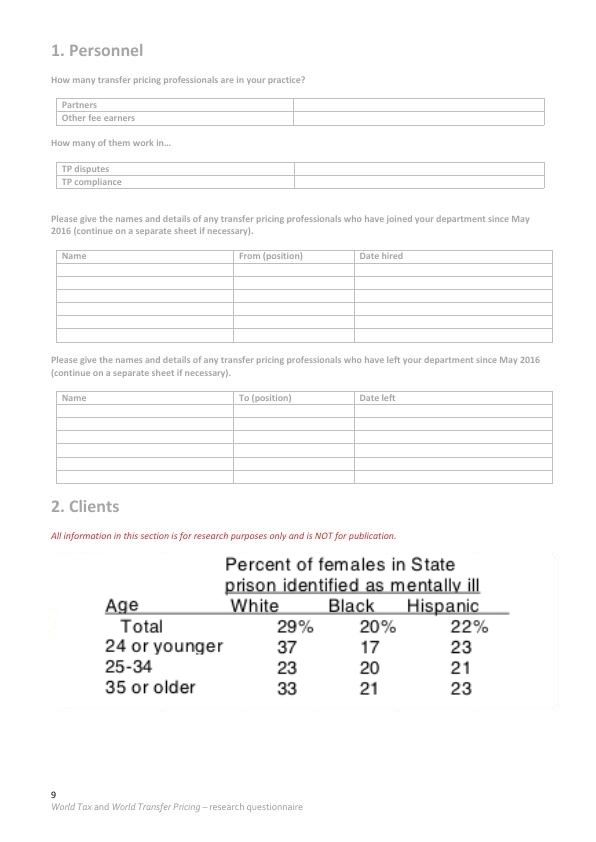 1. Personnel
How many transfer pricing professionals are in your practice?
Partners
Other fee earners
How many of them work in…
TP disputes
TP compliance
Please give the names and details of any transfer pricing professionals who have joined your department since May
2016 (continue on a separate sheet if necessary).
Name From (position) Date hired
Please give the names and details of any transfer pricing professionals who have left your department since May 2016
(continue on a separate sheet if necessary).
Name To (position) Date left
2. Clients
All information in this section is for research purposes only and is NOT for publication.
Percent of females in State
prison identified as mentally ill
Age White Black Hispanic
Total 29% 20% 22%
24 or younger 37 17 23
25-34 23 20 21
35 or older 33 21 23
9
World Tax and World Transfer Pricing – research questionnaire